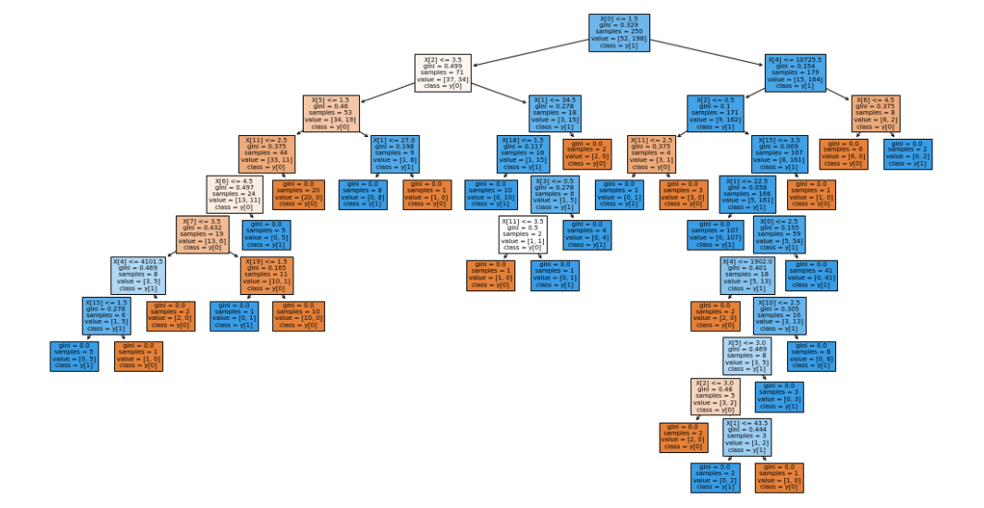 X[0] <= 1.5
gini = 0.329
samples = 250
value = [52, 198]
class = y[1]
X[2] <= 3.5
gini = 0.499
samples = 71
value = [37, 34]
class = y[0]
X[4] <= 10725.5
gini = 0.154
samples = 179
value = [15, 164]
class = y[1]
X[5] <= 1.5
gini = 0.46
samples = 53
value = [34, 19]
class = y[0]
X[1] <= 34.5
gini = 0.278
samples = 18
value = [3, 15]
class = y[1]
X[2] <= 0.5
gini = 0.1
samples = 171
value = [9, 162]
class = y[1]
X[6] <= 4.5
gini = 0.375
samples = 8
value = [6, 2]
class = y[0]
X[11] <= 2.5
gini = 0.375
samples = 44
value = [33, 11]
class = y[0]
X[1] <= 27.0
gini = 0.198
samples = 9
value = [1, 8]
class = y[1]
X[18] <= 1.5
gini = 0.117
samples = 16
value = [1, 15]
class = y[1]
gini = 0.0
samples = 2
value = [2, 0]
class = y[0]
X[11] <= 2.5
gini = 0.375
samples = 4
value = [3, 1]
class = y[0]
X[15] <= 3.5
gini = 0.069
samples = 167
value = [6, 161]
class = y[1]
gini = 0.0
samples = 6
value = [6, 0]
class = y[0]
gini = 0.0
samples = 2
value = [0, 2]
class = y[1]
X[6] <= 4.5
gini = 0.497
samples = 24
value = [13, 11]
class = y[0]
gini = 0.0
samples = 20
value = [20, 0]
class = y[0]
gini = 0.0
samples = 8
value = [0, 8]
class = y[1]
gini = 0.0
samples = 1
value = [1, 0]
class = y[0]
gini = 0.0
samples = 10
value = [0, 10]
class = y[1]
X[3] <= 0.5
gini = 0.278
samples = 6
value = [1, 5]
class = y[1]
gini = 0.0
samples = 1
value = [0, 1]
class = y[1]
gini = 0.0
samples = 3
value = [3, 0]
class = y[0]
X[1] <= 22.5
gini = 0.058
samples = 166
value = [5, 161]
class = y[1]
gini = 0.0
samples = 1
value = [1, 0]
class = y[0]
X[7] <= 3.5
gini = 0.432
samples = 19
value = [13, 6]
class = y[0]
gini = 0.0
samples = 5
value = [0, 5]
class = y[1]
X[11] <= 3.5
gini = 0.5
samples = 2
value = [1, 1]
class = y[0]
gini = 0.0
samples = 4
value = [0, 4]
class = y[1]
gini = 0.0
samples = 107
value = [0, 107]
class = y[1]
X[0] <= 2.5
gini = 0.155
samples = 59
value = [5, 54]
class = y[1]
X[4] <= 4101.5
gini = 0.469
samples = 8
value = [3, 5]
class = y[1]
X[19] <= 1.5
gini = 0.165
samples = 11
value = [10, 1]
class = y[0]
gini = 0.0
samples = 1
value = [1, 0]
class = y[0]
gini = 0.0
samples = 1
value = [0, 1]
class = y[1]
X[4] <= 1902.0
gini = 0.401
samples = 18
value = [5, 13]
class = y[1]
gini = 0.0
samples = 41
value = [0, 41]
class = y[1]
X[15] <= 1.5
gini = 0.278
samples = 6
value = [1, 5]
class = y[1]
gini = 0.0
samples = 2
value = [2, 0]
class = y[0]
gini = 0.0
samples = 1
value = [0, 1]
class = y[1]
gini = 0.0
samples = 10
value = [10, 0]
class = y[0]
gini = 0.0
samples = 2
value = [2, 0]
class = y[0]
X[10] <= 2.5
gini = 0.305
samples = 16
value = [3, 13]
class = y[1]
gini = 0.0
samples = 5
value = [0, 5]
class = y[1]
gini = 0.0
samples = 1
value = [1, 0]
class = y[0]
X[5] <= 3.0
gini = 0.469
samples = 8
value = [3, 5]
class = y[1]
gini = 0.0
samples = 8
value = [0, 8]
class = y[1]
X[2] <= 3.0
gini = 0.48
samples = 5
value = [3, 2]
class = y[0]
gini = 0.0
samples = 3
value = [0, 3]
class = y[1]
gini = 0.0
samples = 2
value = [2, 0]
class = y[0]
X[1] <= 43.5
gini = 0.444
samples = 3
value = [1, 2]
class = y[1]
gini = 0.0
samples = 2
value = [0, 2]
class = y[1]
gini = 0.0
samples = 1
value = [1, 0]
class = y[0]